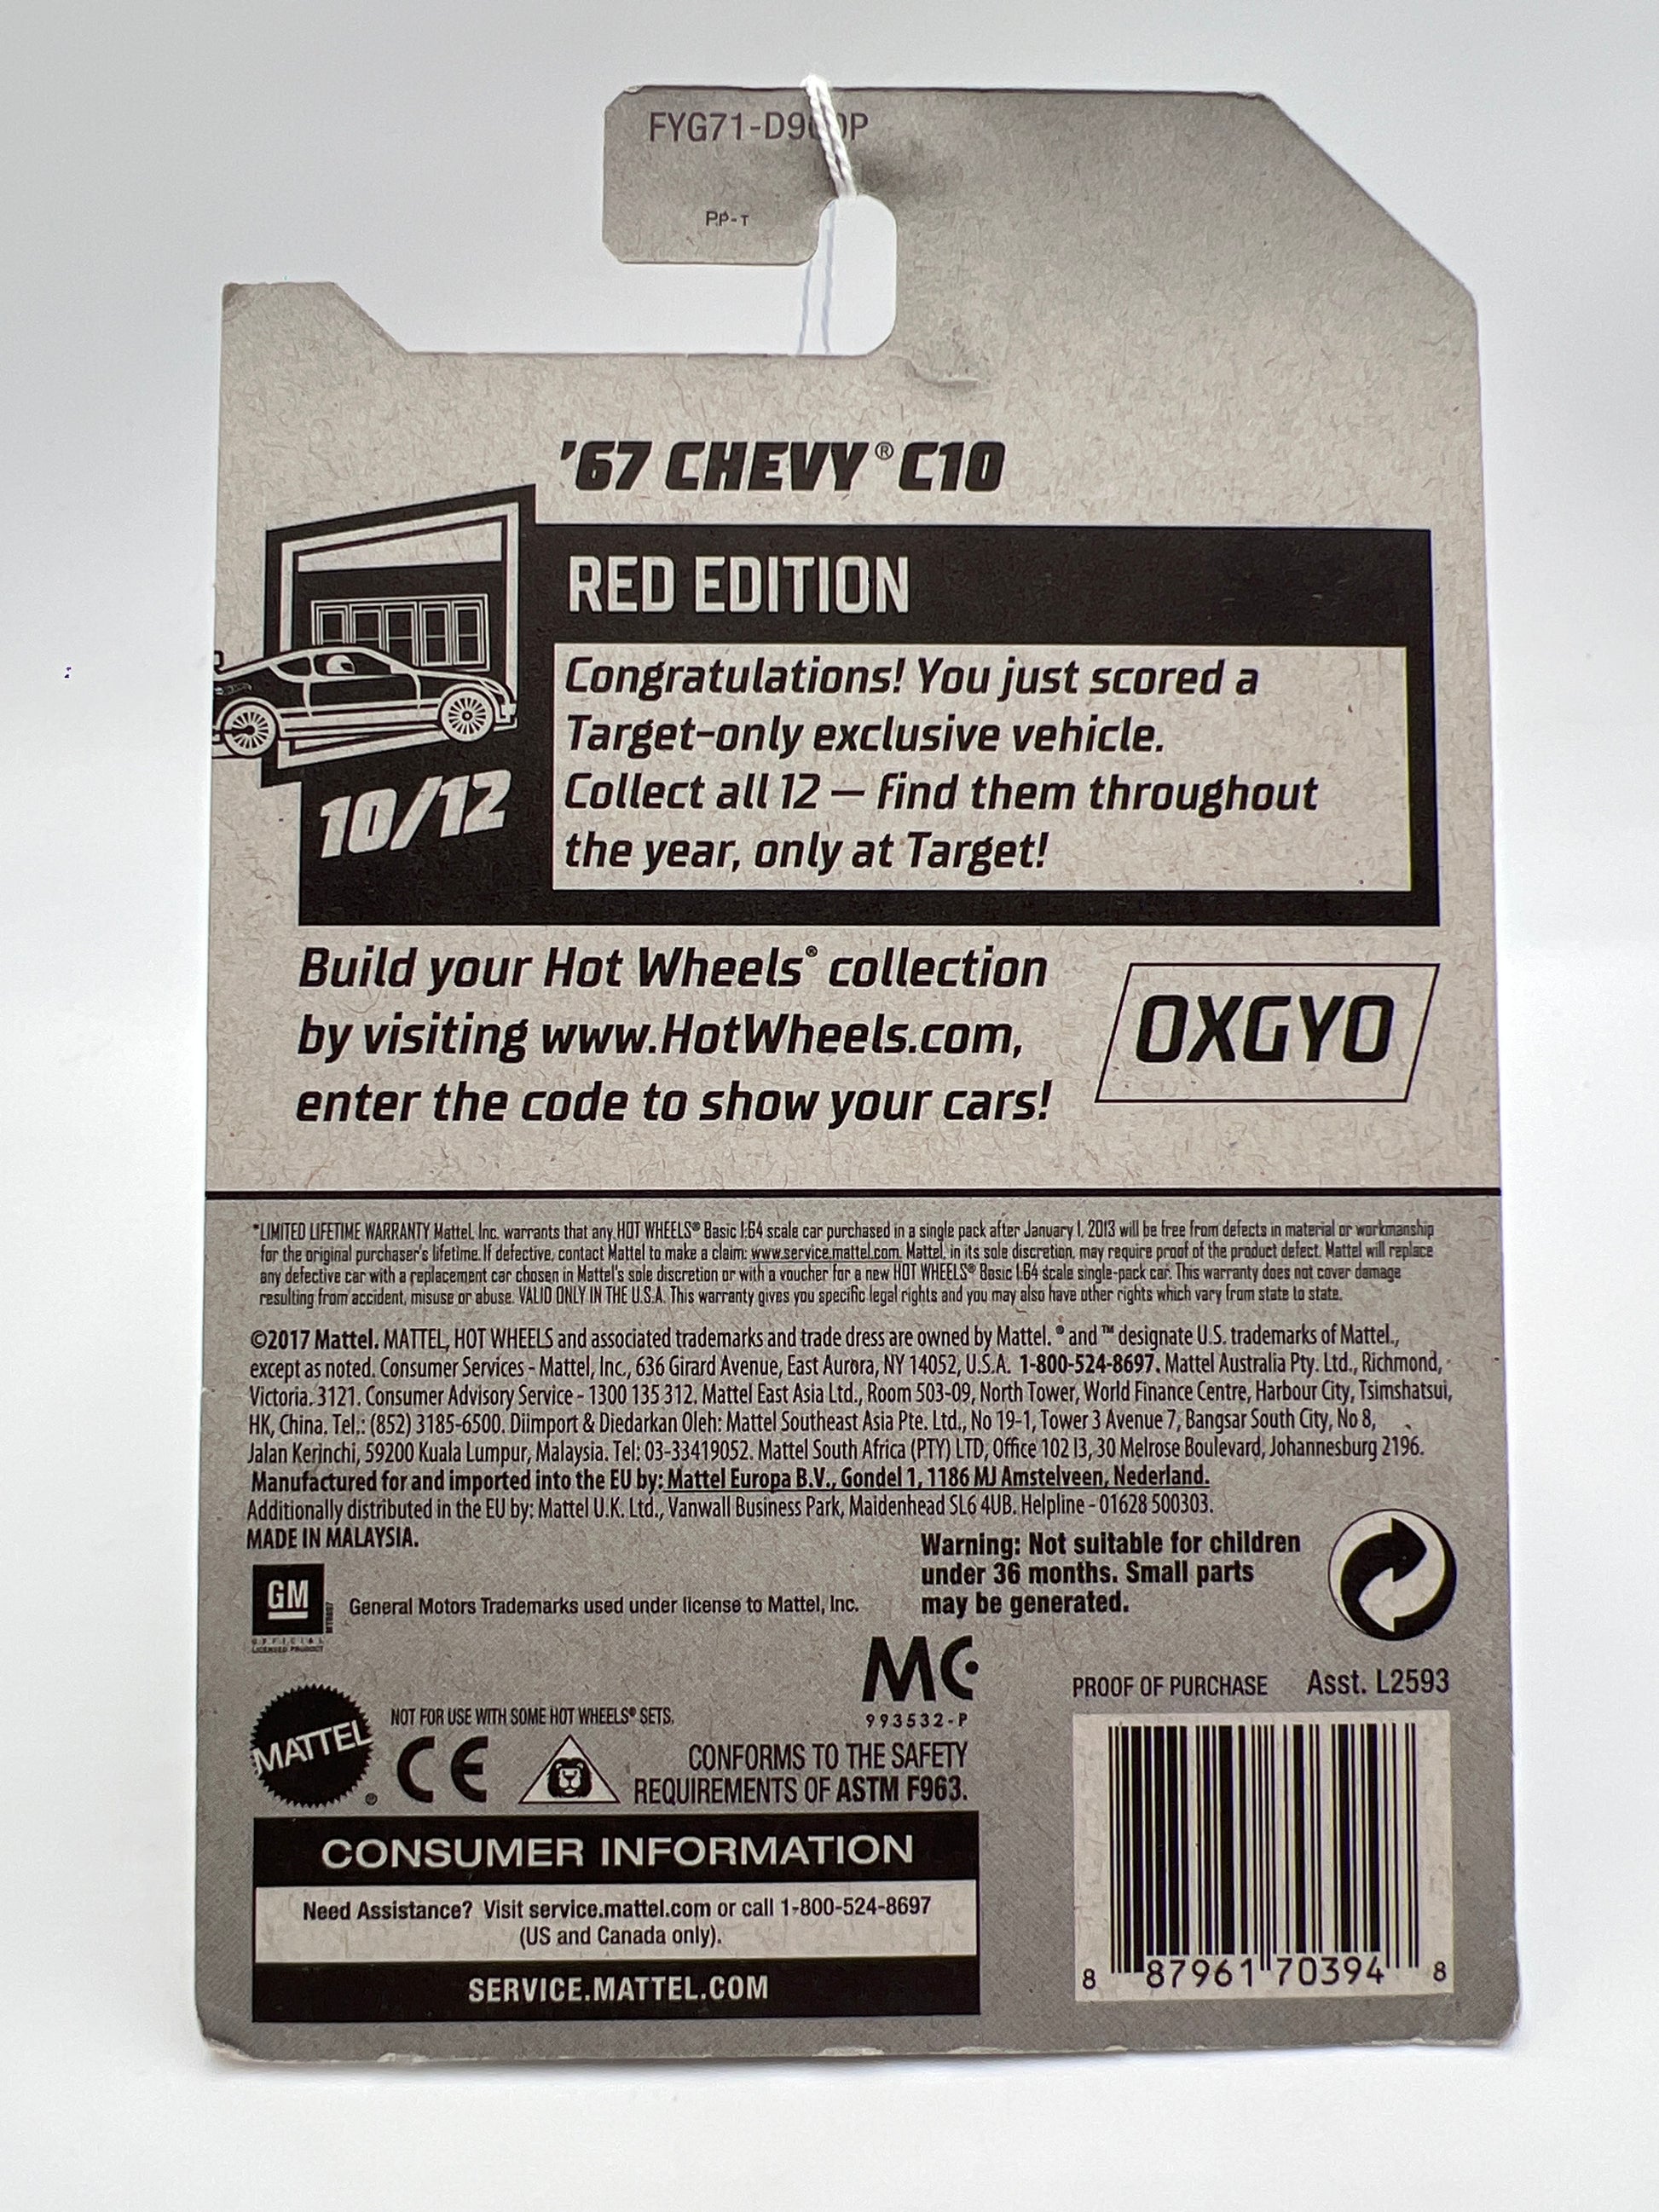 FYG71-D9
PP-T
'67 CHEVY® C10
RED EDITION
Congratulations! You just scored a
Target-only exclusive vehicle.
Collect all 12 – find them throughout
the year, only at Target!
10/12
Build your Hot Wheels® collection
by visiting www.HotWheels.com,
enter the code to show your cars!
OXGYO
*LIMITED LIFETIME WARRANTY Mattel, Inc. warrants that any HOT WHEELS® Basic 1:64 scale car purchased in a single pack after January 1, 2013 will be free from defects in material or workmanship
for the original purchaser's lifetime. If defective, contact Mattel to make a claim: www.service.mattel.com. Mattel, in its sole discretion, may require proof of the product defect. Mattel will replace
any defective car with a replacement car chosen in Mattel's sole discretion or with a voucher for a new HOT WHEELS® Basic 1:64 scale single-pack car. This warranty does not cover damage
resulting from accident, misuse or abuse. VALID ONLY IN THE U.S.A. This warranty gives you specific legal rights and you may also have other rights which vary from state to state.
©2017 Mattel. MATTEL, HOT WHEELS and associated trademarks and trade dress are owned by Mattel. ® and ™ designate U.S. trademarks of Mattel.,
except as noted. Consumer Services - Mattel, Inc., 636 Girard Avenue, East Aurora, NY 14052, U.S.A. 1-800-524-8697. Mattel Australia Pty. Ltd., Richmond,
Victoria. 3121. Consumer Advisory Service - 1300 135 312. Mattel East Asia Ltd., Room 503-09, North Tower, World Finance Centre, Harbour City, Tsimshatsui,
HK, China. Tel.: (852) 3185-6500. Diimport & Diedarkan Oleh: Mattel Southeast Asia Pte. Ltd., No 19-1, Tower 3 Avenue 7, Bangsar South City, No 8,
Jalan Kerinchi, 59200 Kuala Lumpur, Malaysia. Tel: 03-33419052. Mattel South Africa (PTY) LTD, Office 102 I3, 30 Melrose Boulevard, Johannesburg 2196.
Manufactured for and imported into the EU by: Mattel Europa B.V., Gondel 1, 1186 MJ Amstelveen, Nederland.
Additionally distributed in the EU by: Mattel U.K. Ltd., Vanwall Business Park, Maidenhead SL6 4UB. Helpline - 01628 500303.
MADE IN MALAYSIA.
Warning: Not suitable for children
under 36 months. Small parts
may be generated.
GM
OFFICIAL
LICENSED PRODUCT
General Motors Trademarks used under license to Mattel, Inc.
MC
993532-P
PROOF OF PURCHASE Asst. L2593
MATTEL®
NOT FOR USE WITH SOME HOT WHEELS® SETS.
CE
CONFORMS TO THE SAFETY
REQUIREMENTS OF ASTM F963.
CONSUMER INFORMATION
Need Assistance? Visit service.mattel.com or call 1-800-524-8697
(US and Canada only).
SERVICE.MATTEL.COM
8 87961 70394 8